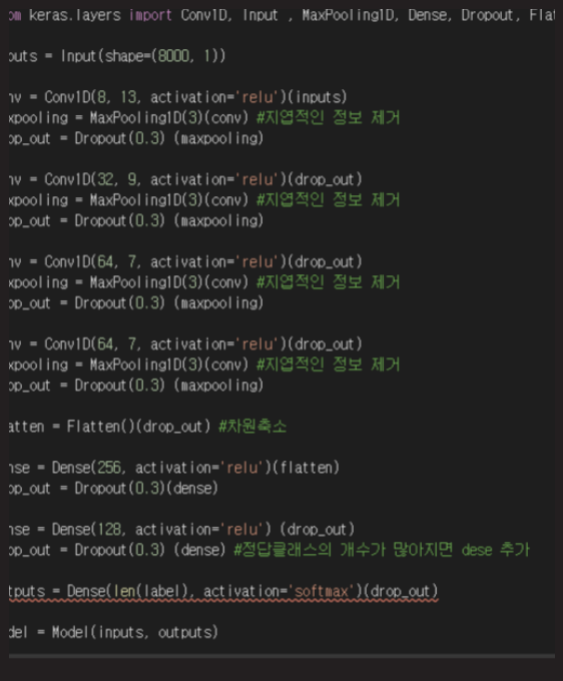 om keras.layers import Conv1D, Input , MaxPooling1D, Dense, Dropout, Flat
outs = Input(shape=(8000, 1))
nv = Conv1D(8, 13, activation='relu')(inputs)
xpooling = MaxPooling1D(3)(conv) #지엽적인 정보 제거
op_out = Dropout(0.3) (maxpooling)
nv = Conv1D(32, 9, activation='relu')(drop_out)
xpooling = MaxPooling1D(3)(conv) #지엽적인 정보 제거
op_out = Dropout(0.3) (maxpooling)
nv = Conv1D(64, 7, activation='relu')(drop_out)
xpooling = MaxPooling1D(3)(conv) #지엽적인 정보 제거
op_out = Dropout(0.3) (maxpooling)
nv = Conv1D(64, 7, activation='relu')(drop_out)
xpooling = MaxPooling1D(3)(conv) #지엽적인 정보 제거
op_out = Dropout(0.3) (maxpooling)
atten = Flatten()(drop_out) #차원축소
nse = Dense(256, activation='relu')(flatten)
op_out = Dropout(0.3)(dense)
nse = Dense(128, activation='relu') (drop_out)
op_out = Dropout(0.3) (dense) #정답클래스의 개수가 많아지면 dese 추가
tputs = Dense(len(label), activation='softmax')(drop_out)
del = Model(inputs, outputs)